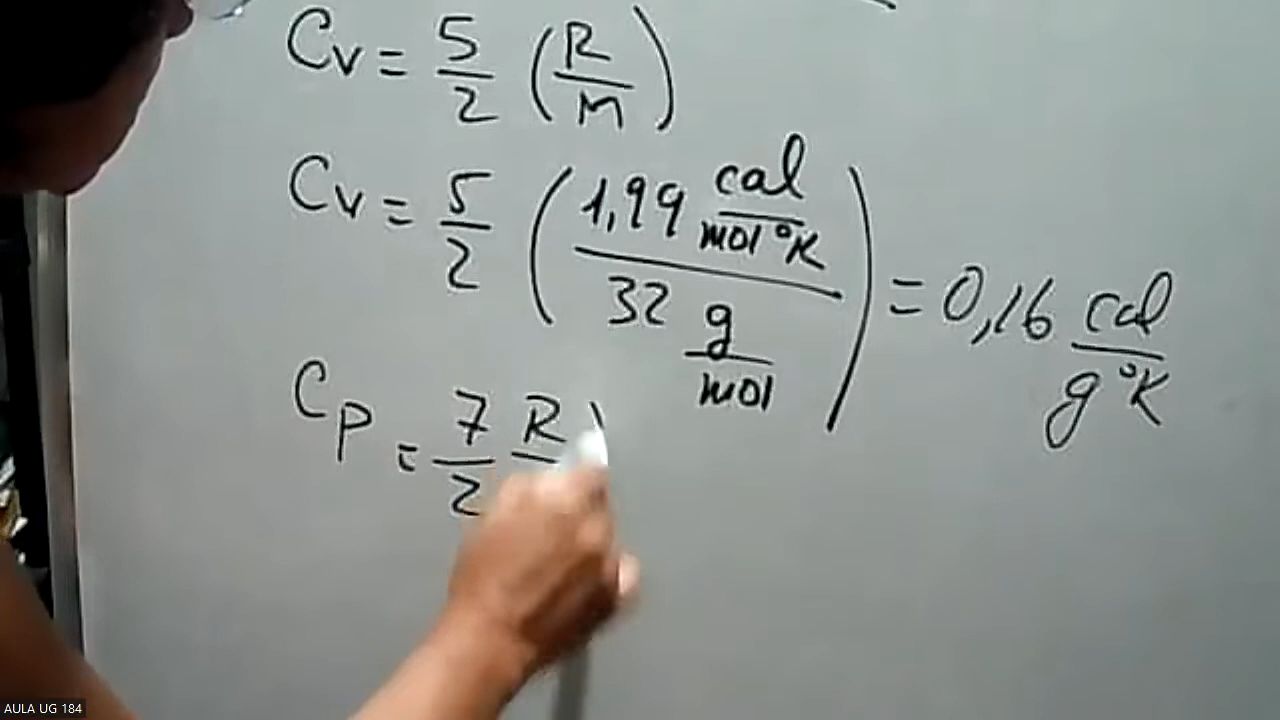 Cv = 5/2 (R/M)
Cv = 5/2 (1,99 cal/mol°K / 32 g/mol) = 0,16 cal/g°K
Cp = 7/2 R
AULA UG 184